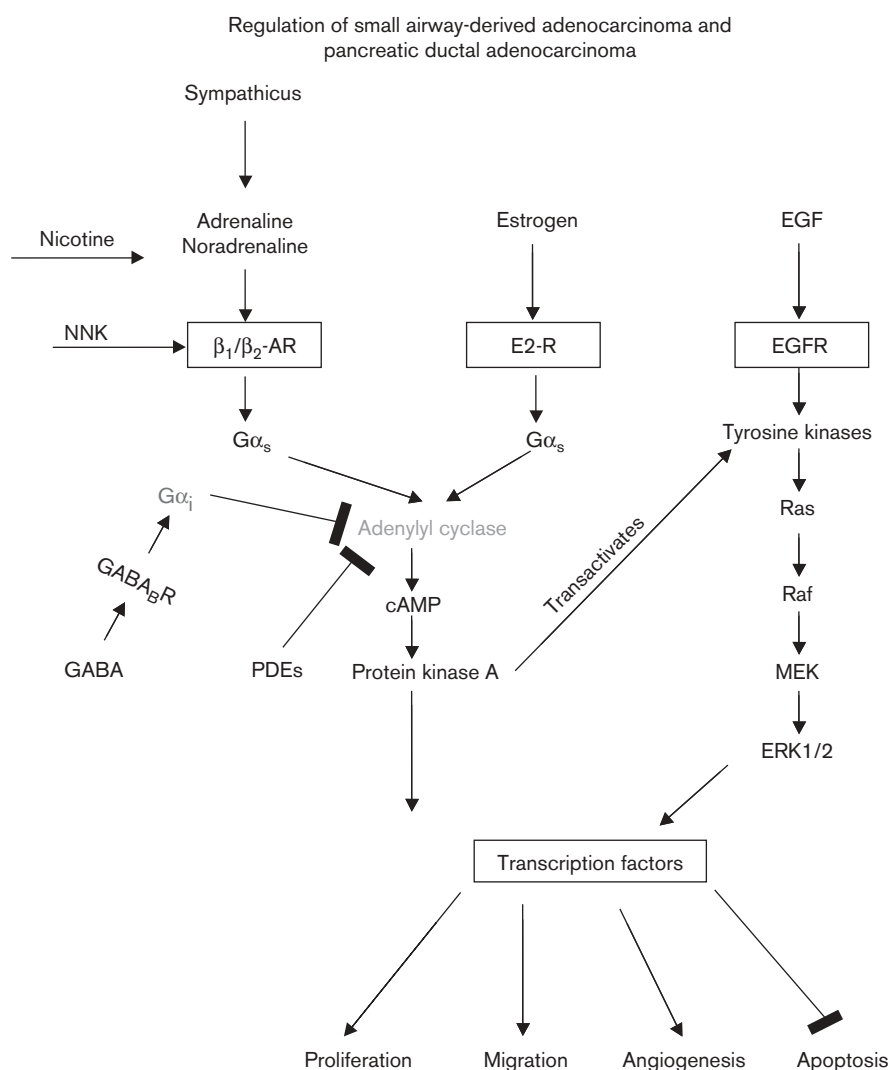 Regulation of small airway-derived adenocarcinoma and
pancreatic ductal adenocarcinoma
Sympathicus
Adrenaline
Noradrenaline
Estrogen
EGF
Nicotine
NNK
β₁/β₂-AR
E2-R
EGFR
Gαₛ
Gαₛ
Tyrosine kinases
Gαᵢ
Adenylyl cyclase
Ras
Transactivates
GABA_BR
cAMP
Raf
GABA
PDEs
Protein kinase A
MEK
ERK1/2
Transcription factors
Proliferation
Migration
Angiogenesis
Apoptosis